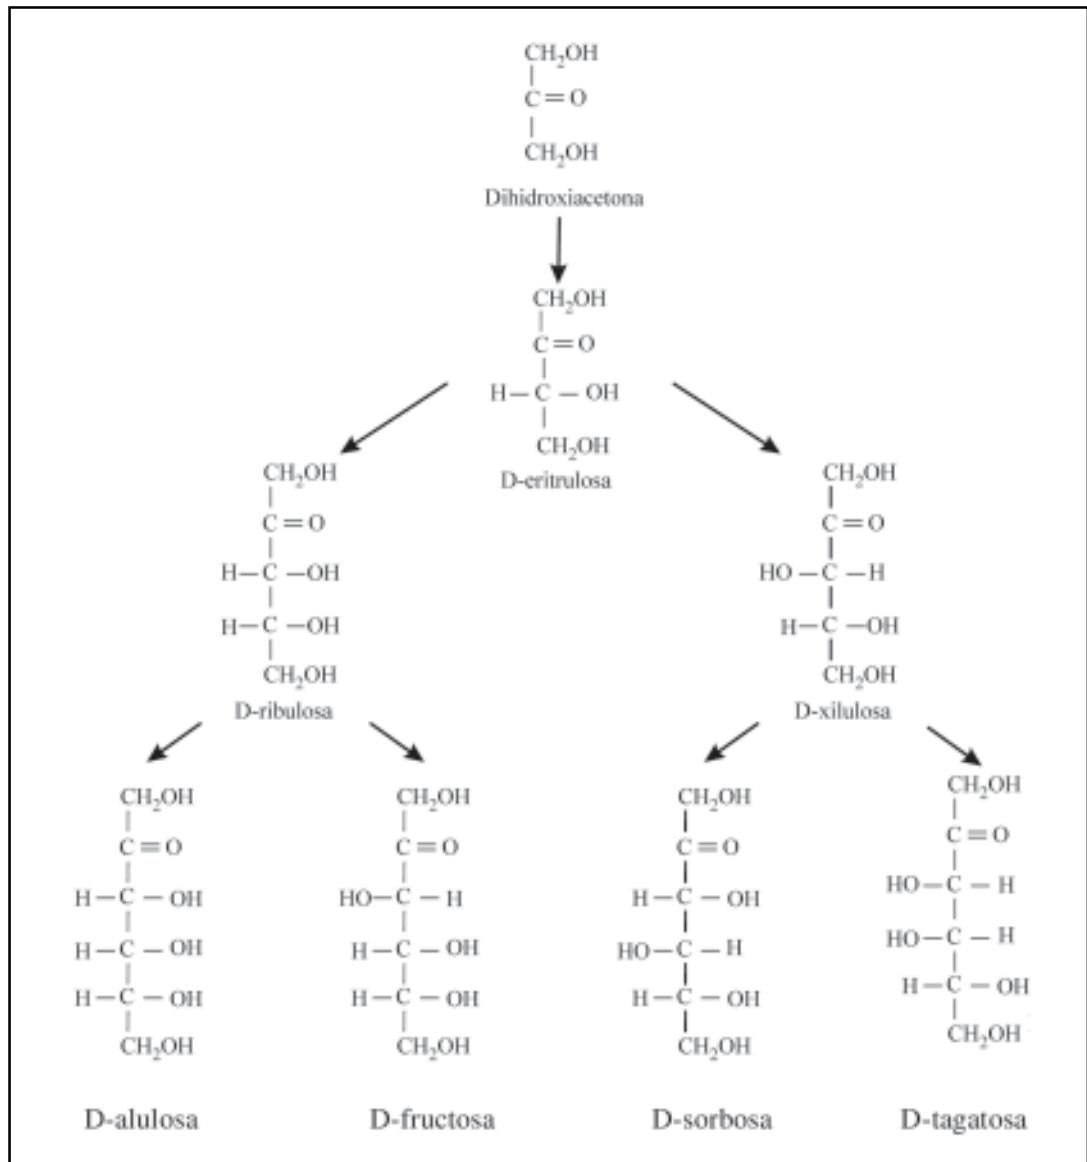 CH₂OH
|
C=O
|
CH₂OH
Dihidroxiacetona
CH₂OH
|
C=O
|
H—C—OH
|
CH₂OH
D-eritrulosa
CH₂OH
|
C=O
|
H—C—OH
|
H—C—OH
|
CH₂OH
D-ribulosa
CH₂OH
|
C=O
|
HO—C—H
|
H—C—OH
|
CH₂OH
D-xilulosa
CH₂OH
|
C=O
|
H—C—OH
|
H—C—OH
|
H—C—OH
|
CH₂OH
D-alulosa
CH₂OH
|
C=O
|
HO—C—H
|
H—C—OH
|
H—C—OH
|
CH₂OH
D-fructosa
CH₂OH
|
C=O
|
H—C—OH
|
HO—C—H
|
H—C—OH
|
CH₂OH
D-sorbosa
CH₂OH
|
C=O
|
HO—C—H
|
HO—C—H
|
H—C—OH
|
CH₂OH
D-tagatosa